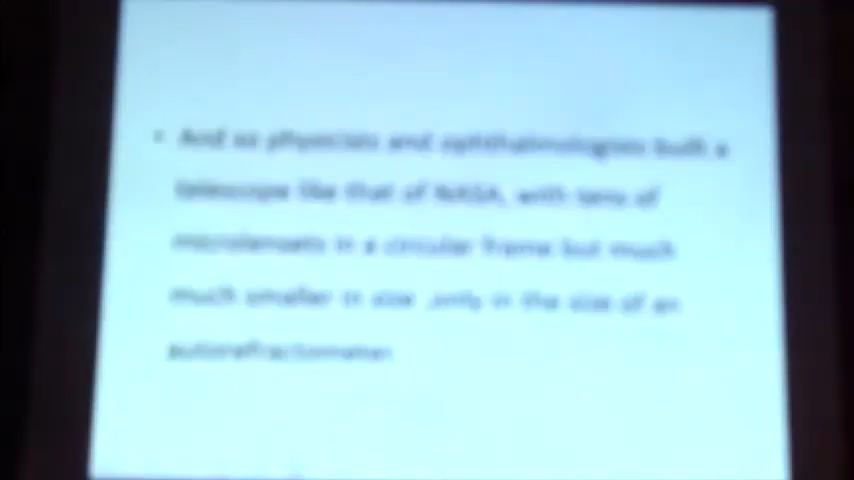 • And so physicists and ophthalmologists built a
telescope like that of NASA, with tens of
microlensets in a circular frame but much
much smaller in size .only in the size of an
autorefractometer.